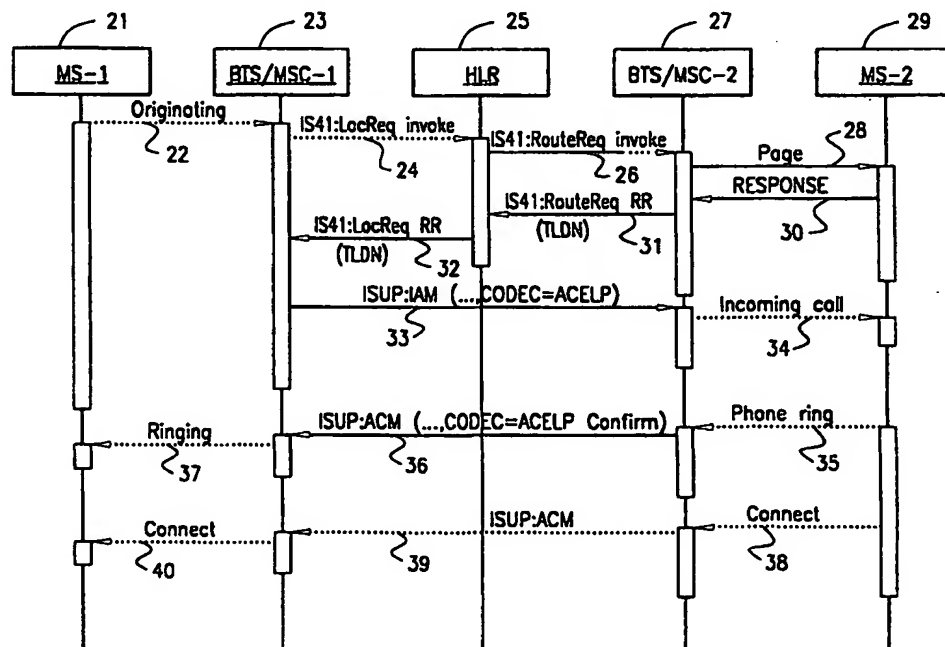 21 23 25 27 29
MS-1 BTS/MSC-1 HLR BTS/MSC-2 MS-2
Originating
22
IS41:LocReq invoke
24
IS41:RouteReq invoke
26
Page
28
RESPONSE
30
IS41:RouteReq RR
(TLDN)
31
IS41:LocReq RR
(TLDN)
32
ISUP:IAM (...,CODEC=ACELP)
33
Incoming call
34
Phone ring
35
ISUP:ACM (...,CODEC=ACELP Confirm)
36
Ringing
37
Connect
38
ISUP:ACM
39
Connect
40